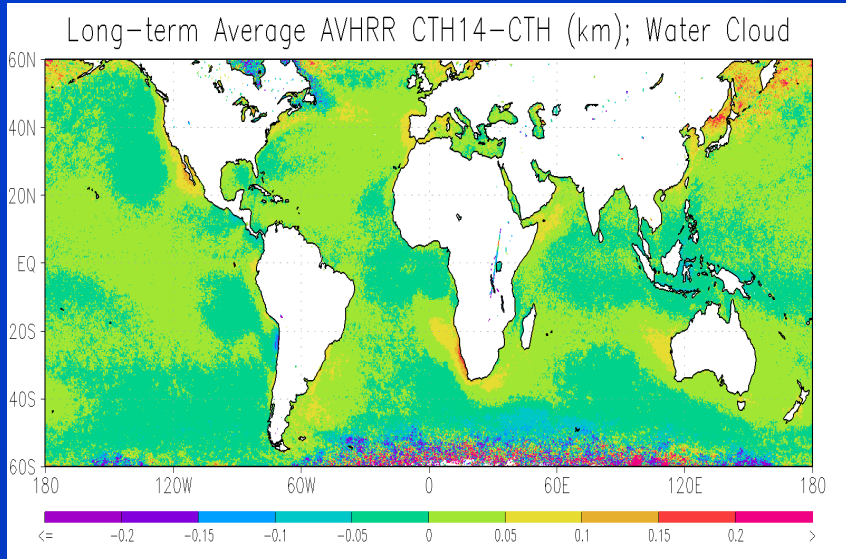 Long-term Average AVHRR CTH14-CTH (km); Water Cloud
60N
40N
20N
EQ
20S
40S
60S
180 120W 60W 0 60E 120E 180
<= -0.2 -0.15 -0.1 -0.05 0 0.05 0.1 0.15 0.2 >